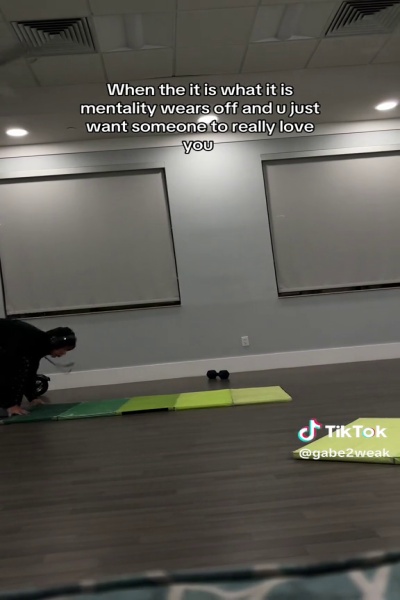 When the it is what it is
mentality wears off and u just
want someone to really love
you
TikTok
@gabe2weak